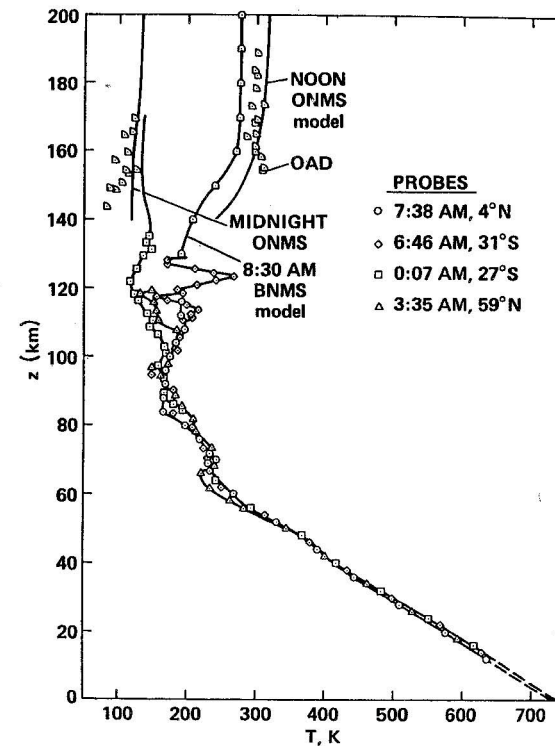 200
180
160
140
120
100
80
60
40
20
0
z (km)
NOON
ONMS
model
OAD
MIDNIGHT
ONMS
8:30 AM
BNMS
model
PROBES
7:38 AM, 4°N
6:46 AM, 31°S
0:07 AM, 27°S
3:35 AM, 59°N
100 200 300 400 500 600 700
T, K